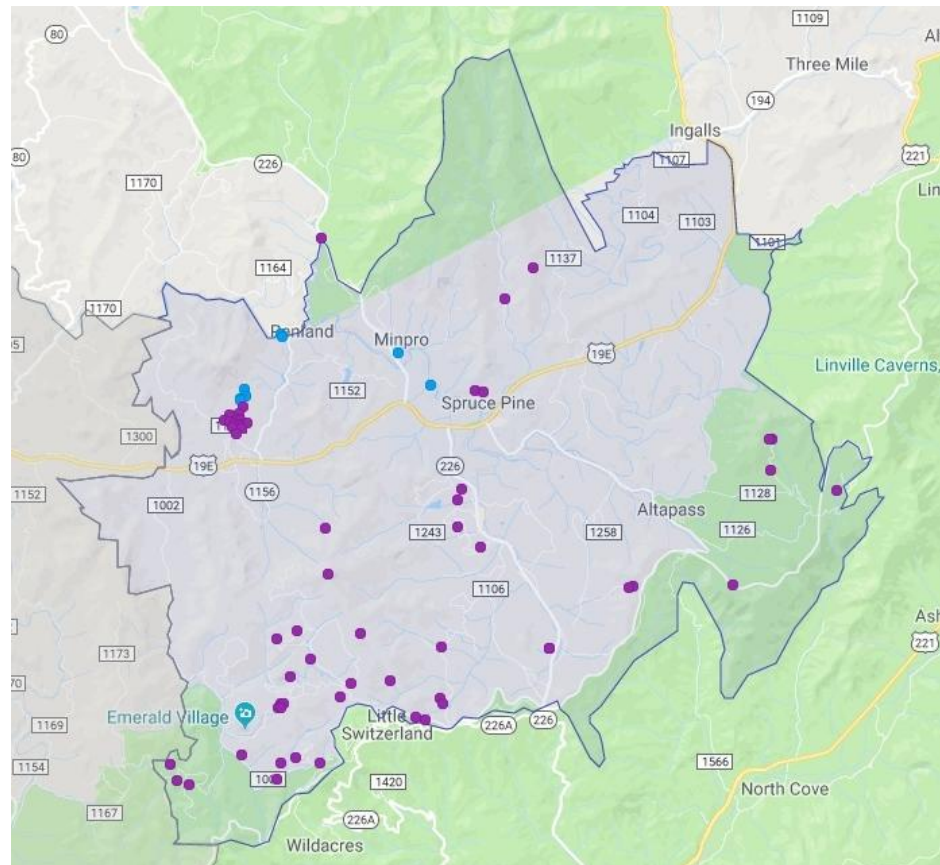 1109
80
Three Mile
194
Ingalls
226
1107
221
1170
80
1104
1103
1101
1137
1164
1170
Penland
Minpro
19E
Linville Caverns,
1152
Spruce Pine
1300
19E
226
1152
1156
1002
1128
Altapass
1243
1258
1126
1106
221
1173
Emerald Village
1169
Little
Switzerland
226A
226
1154
1566
1420
North Cove
1167
226A
Wildacres